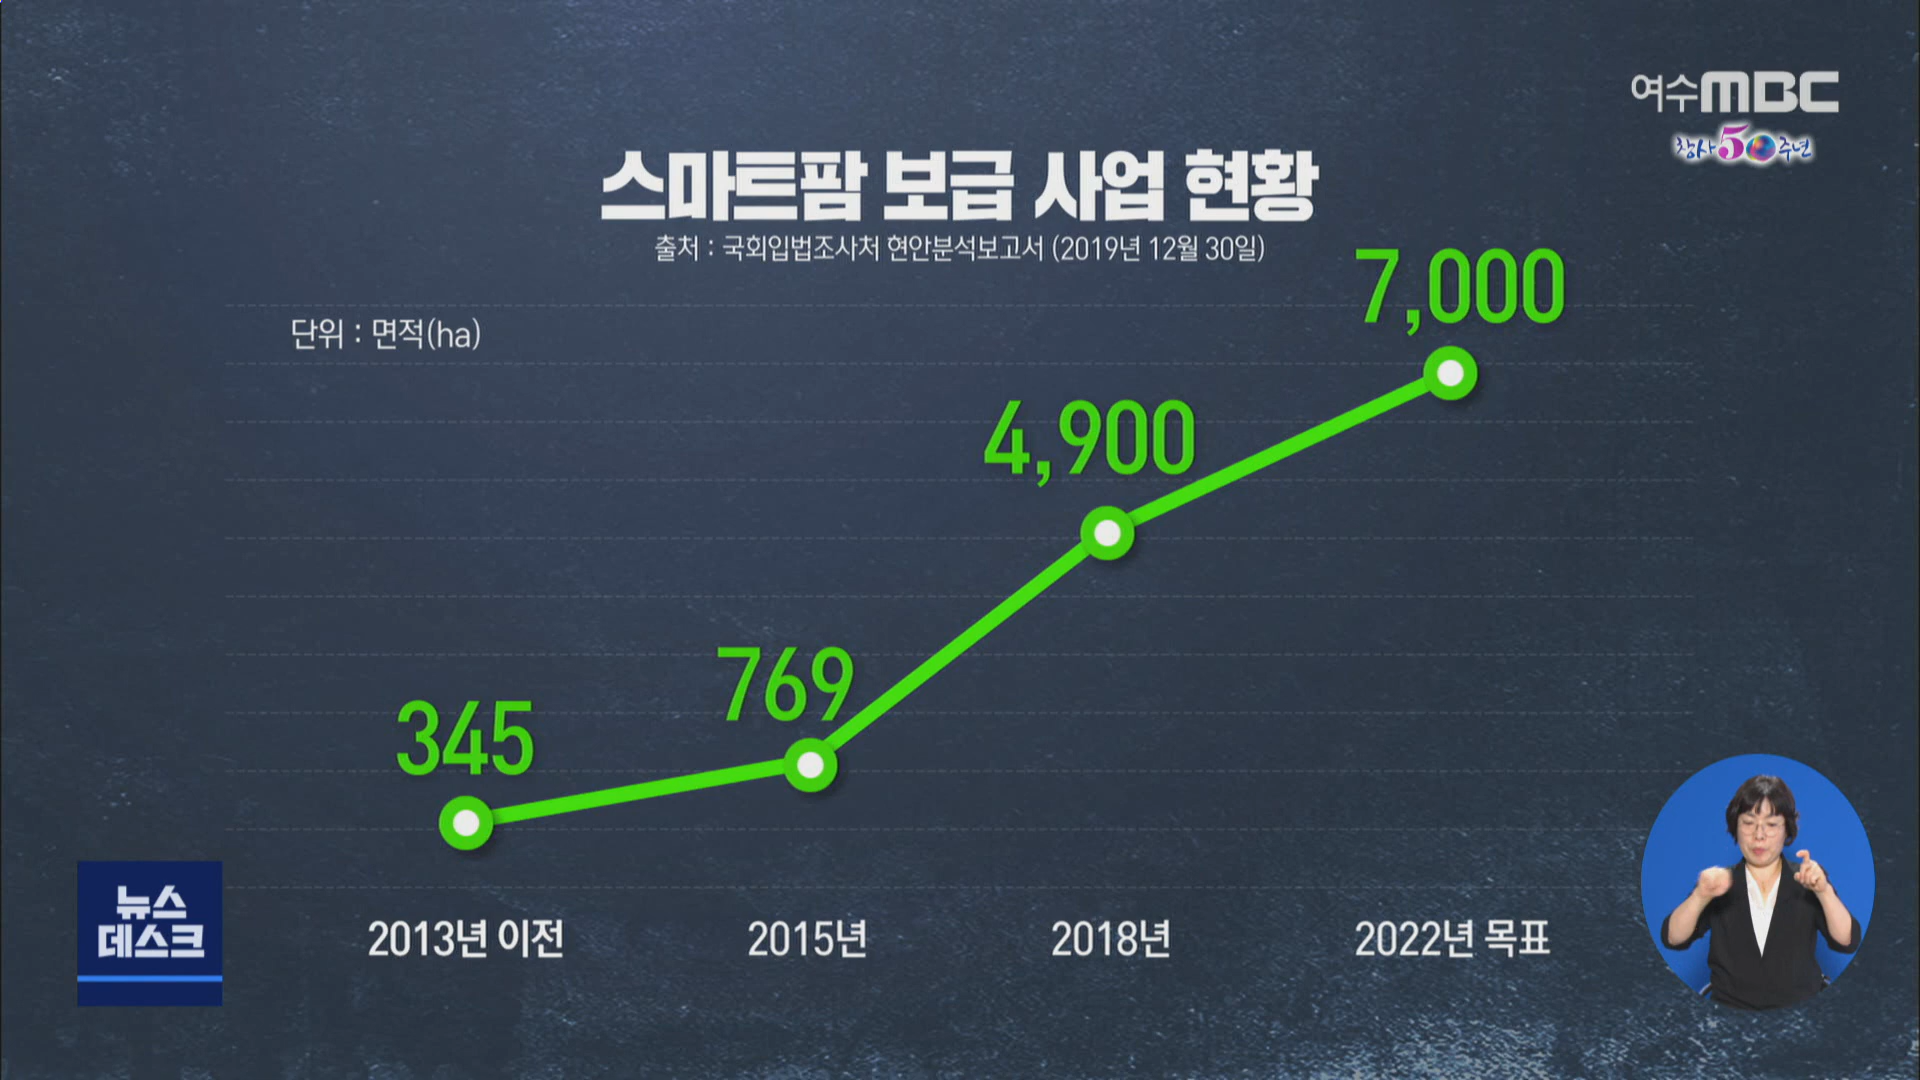 여수MBC
창사50주년
스마트팜 보급 사업 현황
출처 : 국회입법조사처 현안분석보고서 (2019년 12월 30일)
단위 : 면적(ha)
345
769
4,900
7,000
2013년 이전
2015년
2018년
2022년 목표
뉴스
데스크